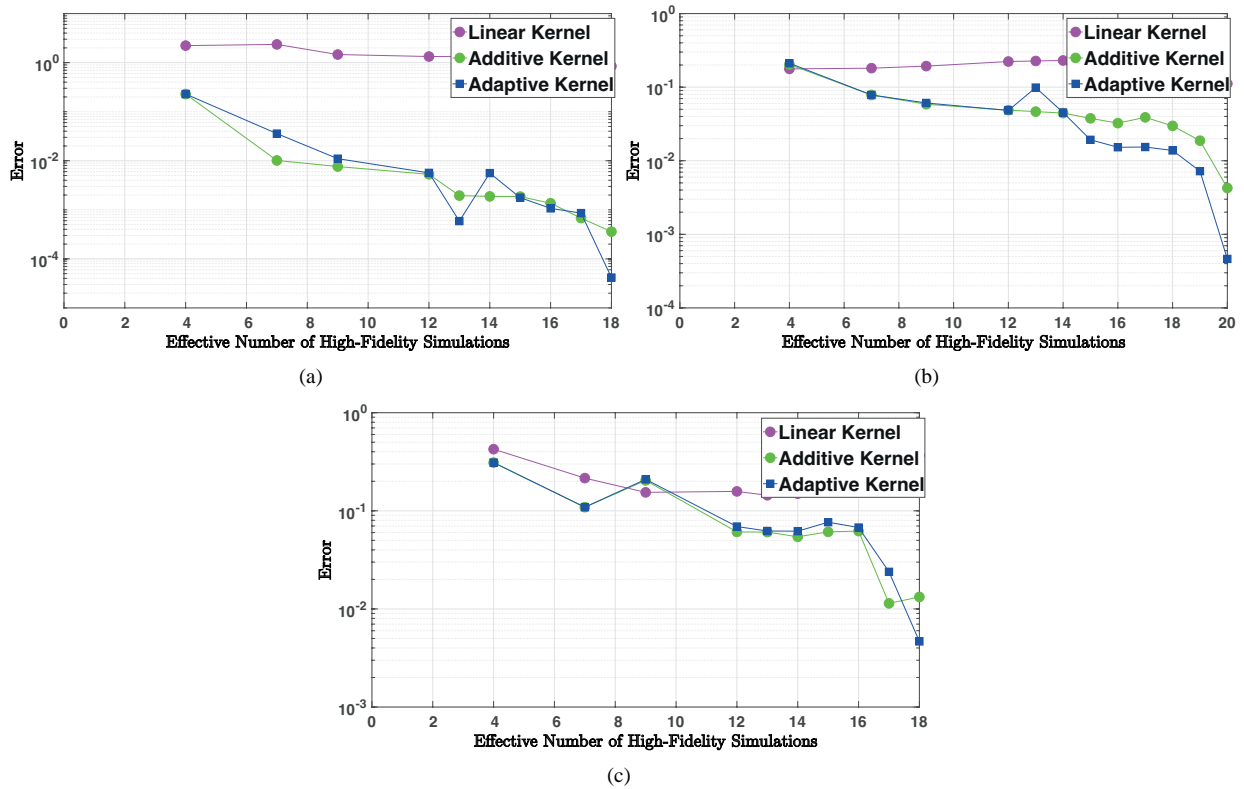 10^0
10^-2
10^-4
Error
Linear Kernel
Additive Kernel
Adaptive Kernel
0 2 4 6 8 10 12 14 16 18
Effective Number of High-Fidelity Simulations
(a)
10^0
10^-1
10^-2
10^-3
10^-4
Error
Linear Kernel
Additive Kernel
Adaptive Kernel
0 2 4 6 8 10 12 14 16 18 20
Effective Number of High-Fidelity Simulations
(b)
10^0
10^-1
10^-2
10^-3
Error
Linear Kernel
Additive Kernel
Adaptive Kernel
0 2 4 6 8 10 12 14 16 18
Effective Number of High-Fidelity Simulations
(c)